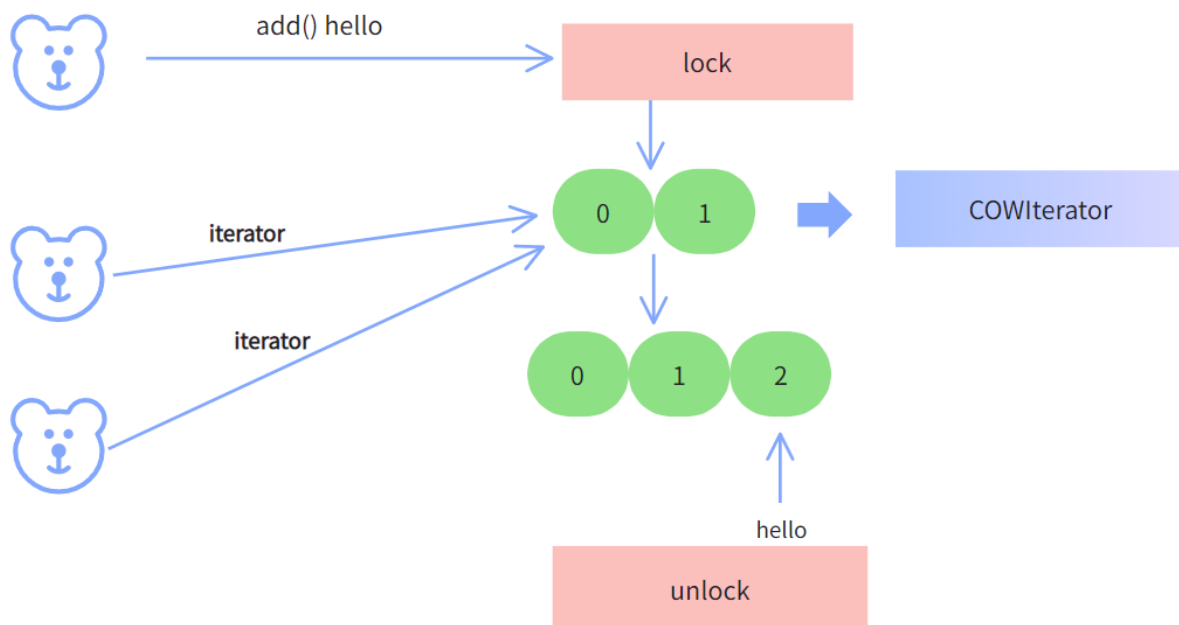 add() hello
lock
0 1
COWIterator
iterator
iterator
0 1 2
hello
unlock